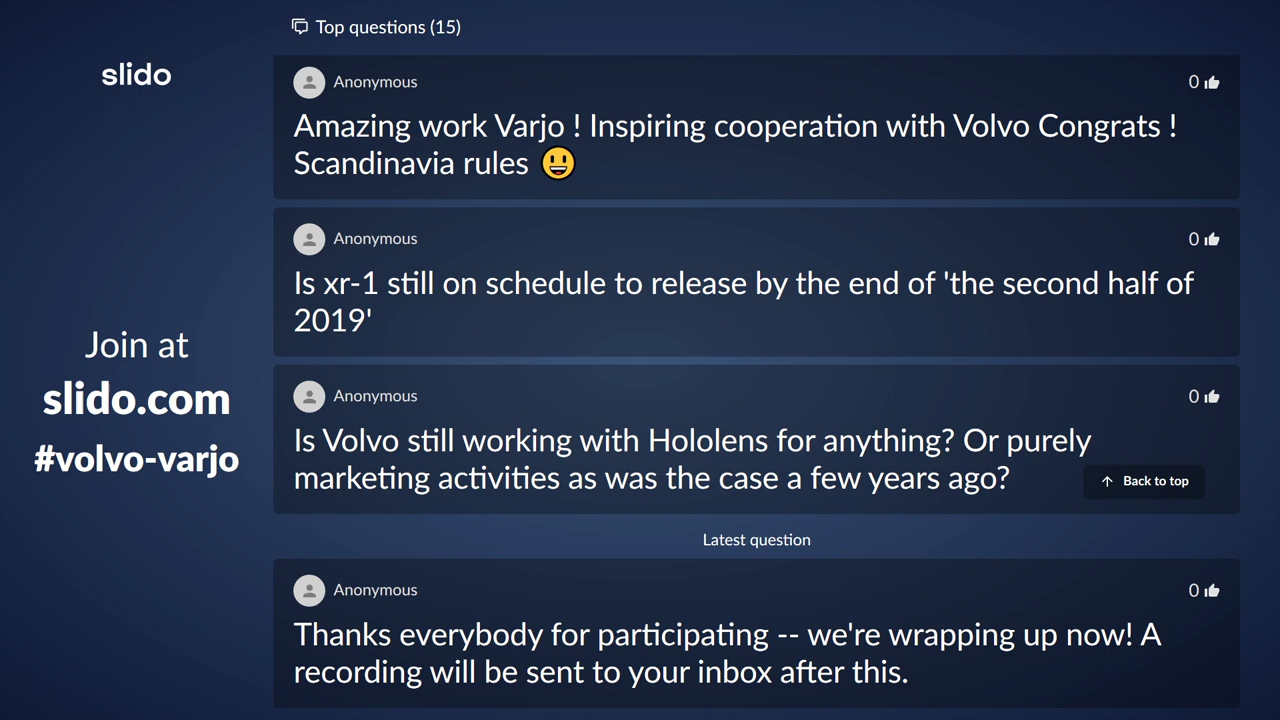 Top questions (15)
slido
Anonymous
0
Amazing work Varjo ! Inspiring cooperation with Volvo Congrats !
Scandinavia rules 😃
Anonymous
0
Is xr-1 still on schedule to release by the end of 'the second half of
2019'
Join at
slido.com
#volvo-varjo
Anonymous
0
Is Volvo still working with Hololens for anything? Or purely
marketing activities as was the case a few years ago?
Back to top
Latest question
Anonymous
0
Thanks everybody for participating -- we're wrapping up now! A
recording will be sent to your inbox after this.